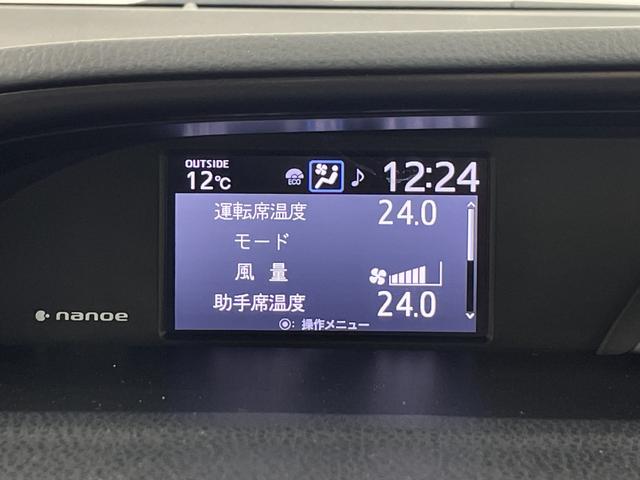 OUTSIDE
12℃ ECO 12:24
運転席温度 24.0
モード
風 量
助手席温度 24.0
nanoe
◉: 操作メニュー